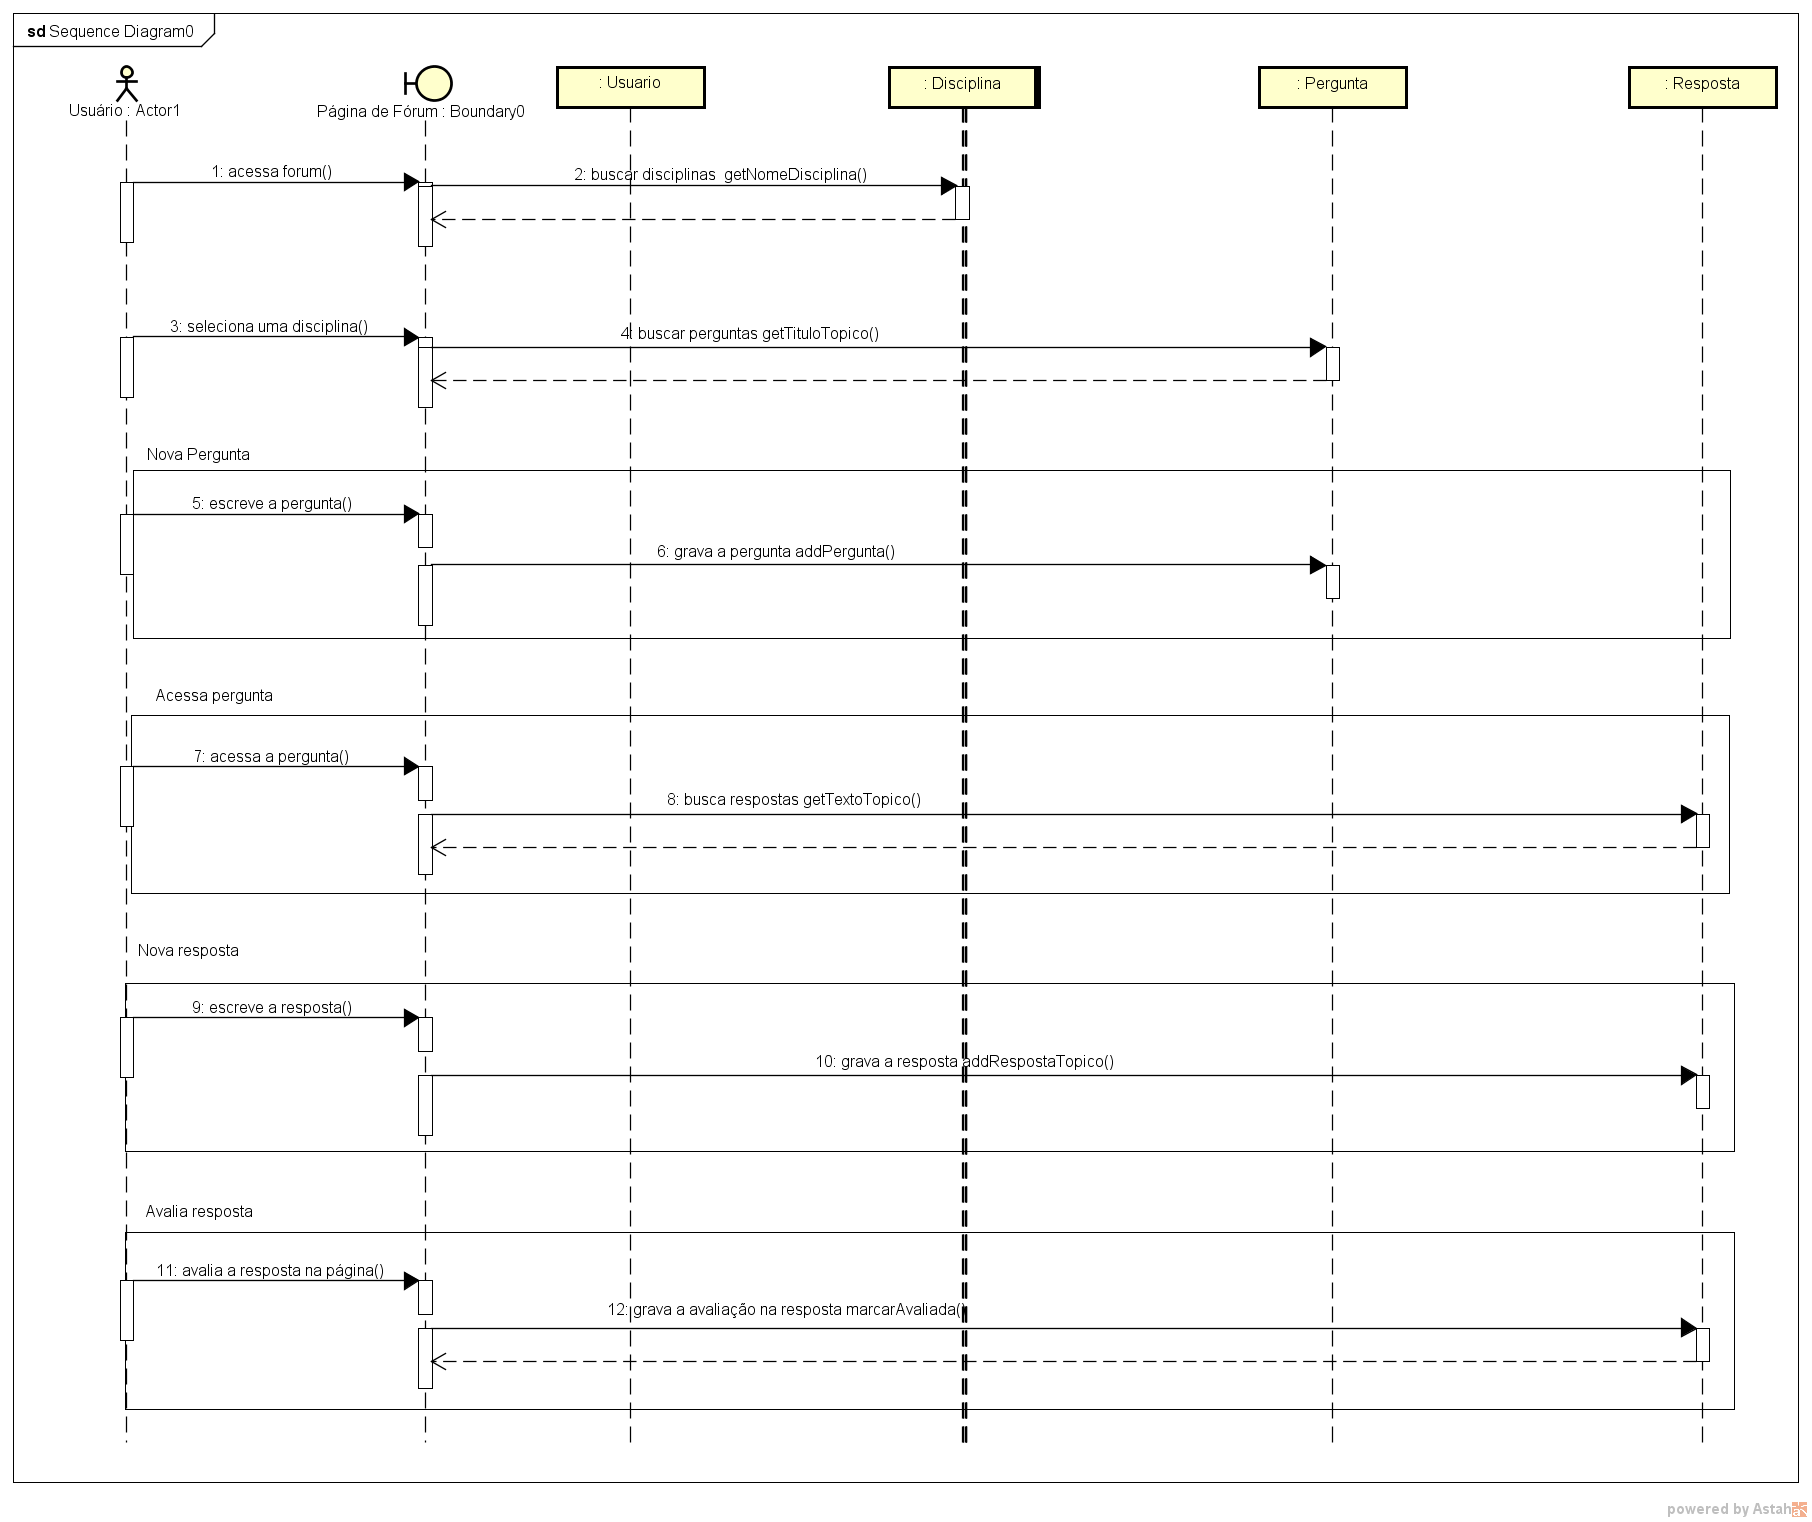 sd Sequence Diagram0
Usuário : Actor1
Página de Fórum : Boundary0
: Usuario
: Disciplina
: Pergunta
: Resposta
1: acessa forum()
2: buscar disciplinas  getNomeDisciplina()
3: seleciona uma disciplina()
4: buscar perguntas getTituloTopico()
Nova Pergunta
5: escreve a pergunta()
6: grava a pergunta addPergunta()
Acessa pergunta
7: acessa a pergunta()
8: busca respostas getTextoTopico()
Nova resposta
9: escreve a resposta()
10: grava a resposta addRespostaTopico()
Avalia resposta
11: avalia a resposta na página()
12: grava a avaliação na resposta marcarAvaliada()
powered by Astah